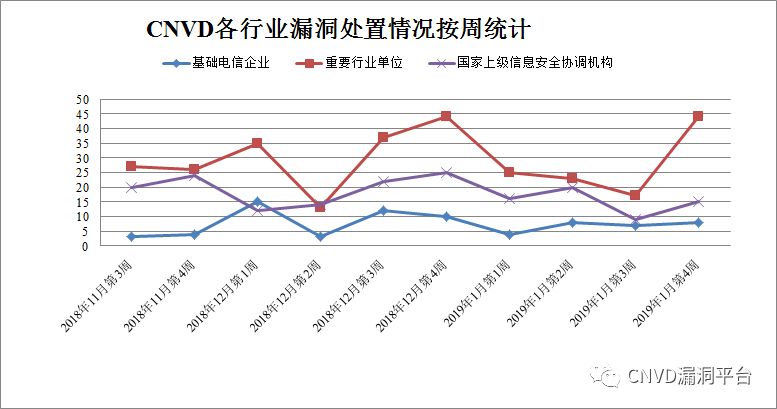 CNVD各行业漏洞处置情况按周统计
基础电信企业 重要行业单位 国家上级信息安全协调机构
50
45
40
35
30
25
20
15
10
5
0
2018年11月第3周
2018年11月第4周
2018年12月第1周
2018年12月第2周
2018年12月第3周
2018年12月第4周
2019年1月第1周
2019年1月第2周
2019年1月第3周
2019年1月第4周
CNVD漏洞平台